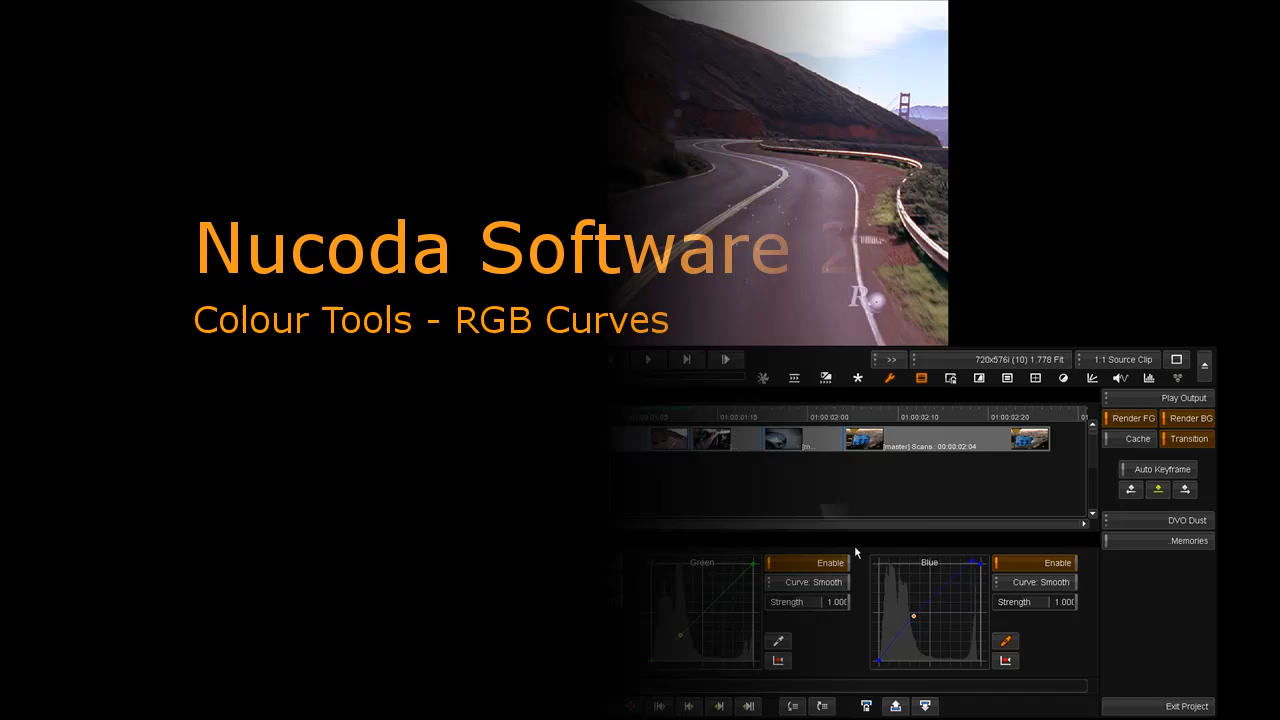 Nucoda Software 2
Colour Tools - RGB Curves
>>
720x576i (10) 1.778 Fit
1:1 Source Clip
Play Output
Render FG
Render BG
Cache
Transition
Auto Keyframe
DVO Dust
..Memories
Exit Project
01:00:01:15
01:00:02:00
01:00:02:10
01:00:02:20
[master] Scans : 00:00:02:04
Green
Enable
Curve: Smooth
Strength 1.000
Blue
Enable
Curve: Smooth
Strength 1.000